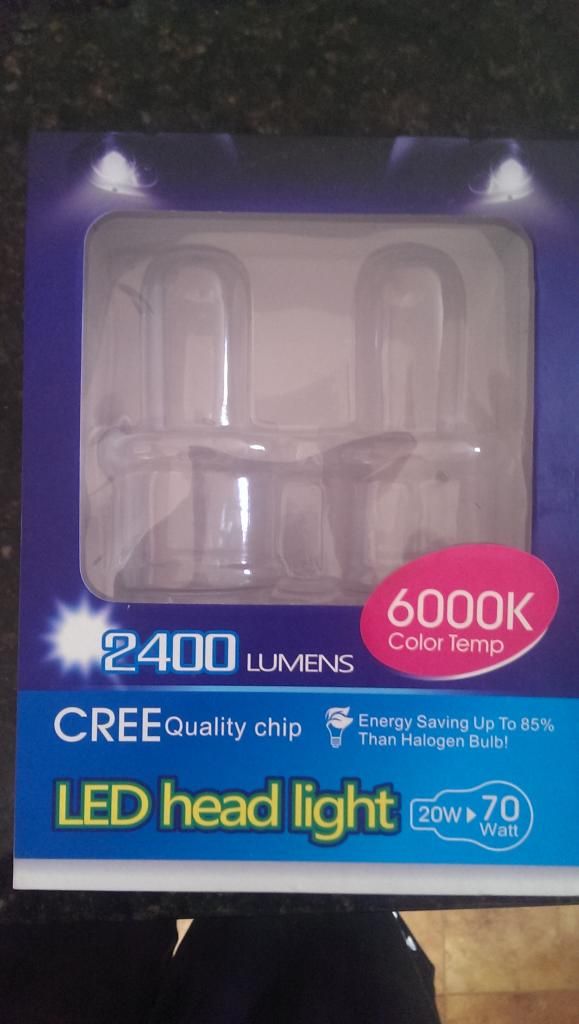 6000K
Color Temp
2400 LUMENS
CREE Quality chip
Energy Saving Up To 85%
Than Halogen Bulb!
LED head light
20W 70
Watt